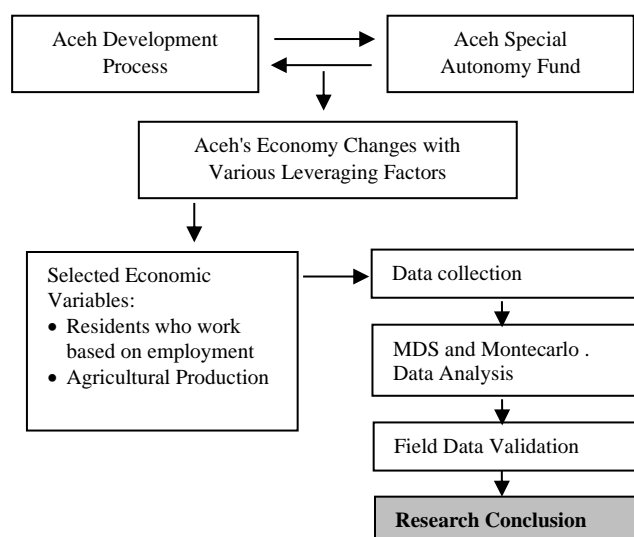 Aceh Development
Process
Aceh Special
Autonomy Fund
Aceh's Economy Changes with
Various Leveraging Factors
Selected Economic
Variables:
• Residents who work
based on employment
• Agricultural Production
Data collection
MDS and Montecarlo .
Data Analysis
Field Data Validation
Research Conclusion